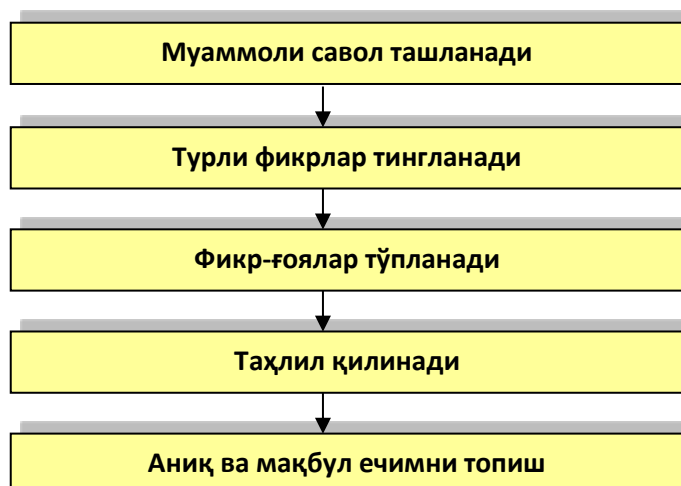 Муаммоли савол ташланади
Турли фикрлар тингланади
Фикр-ғоялар тўпланади
Таҳлил қилинади
Аниқ ва мақбул ечимни топиш